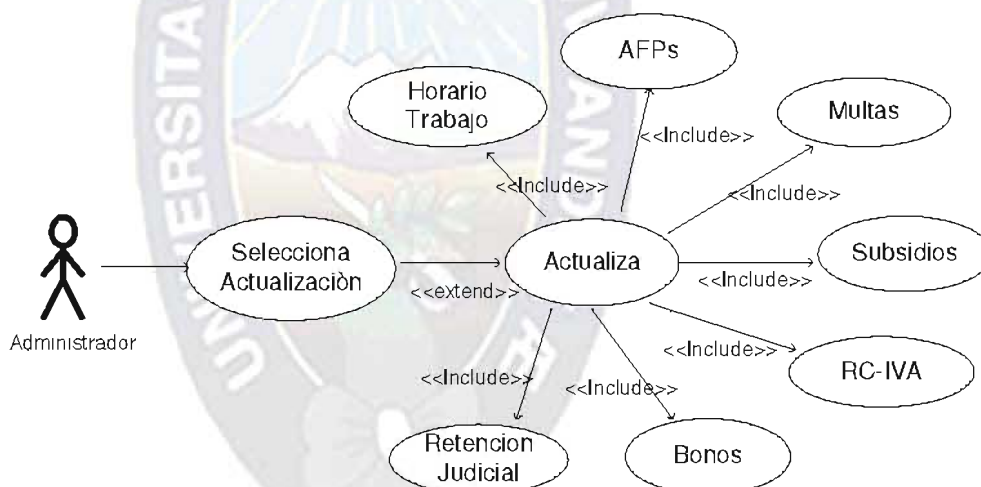 AFPs
Horario
Trabajo
Multas
<<Include>>
<<Include>>
<<Include>>
Selecciona
Actualizaciòn
Actualiza
Subsidios
<<extend>>
<<Include>>
Administrador
<<Include>>
RC-IVA
<<Include>>
<<Include>>
Retencion
Judicial
Bonos